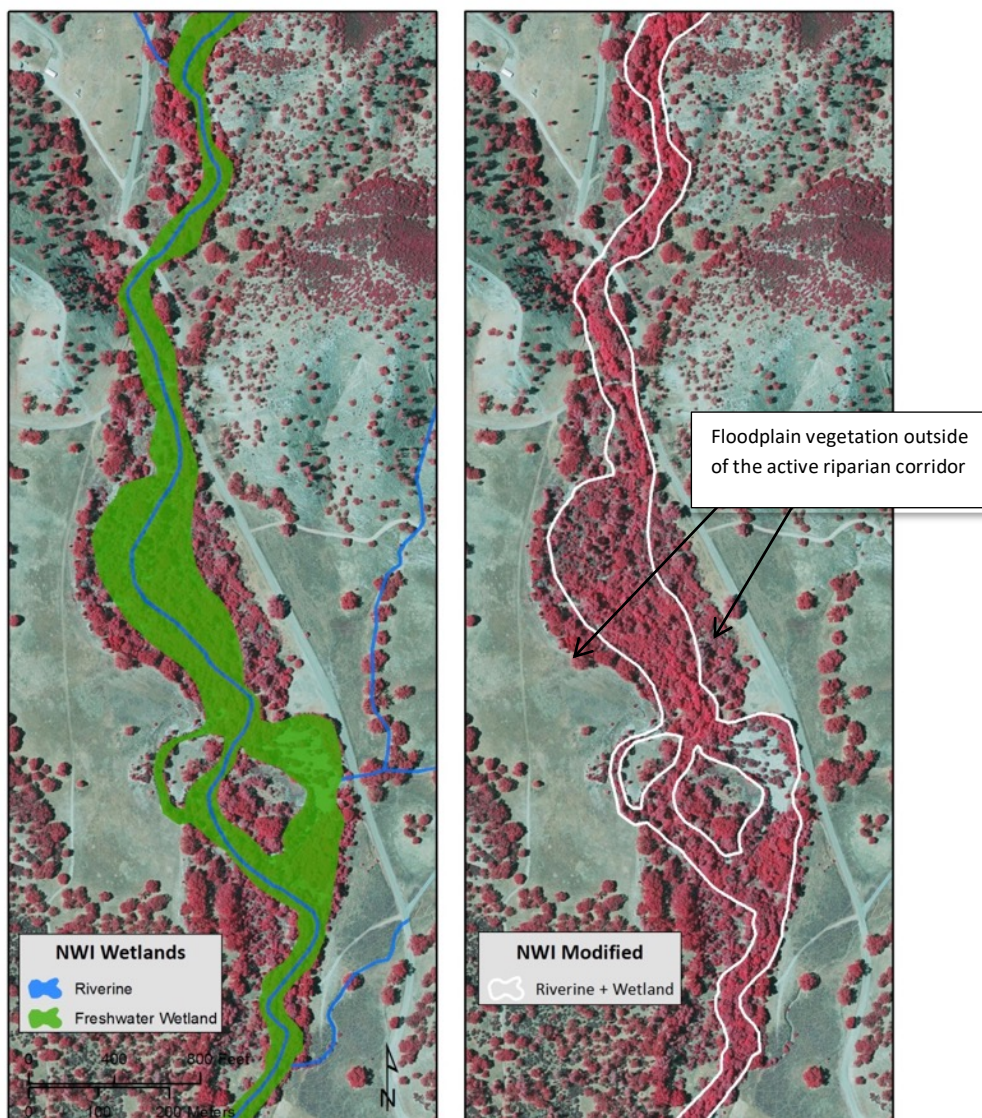 Floodplain vegetation outside
of the active riparian corridor
NWI Wetlands
Riverine
Freshwater Wetland
0 400 800 Feet
0 100 200 Meters
N
NWI Modified
Riverine + Wetland